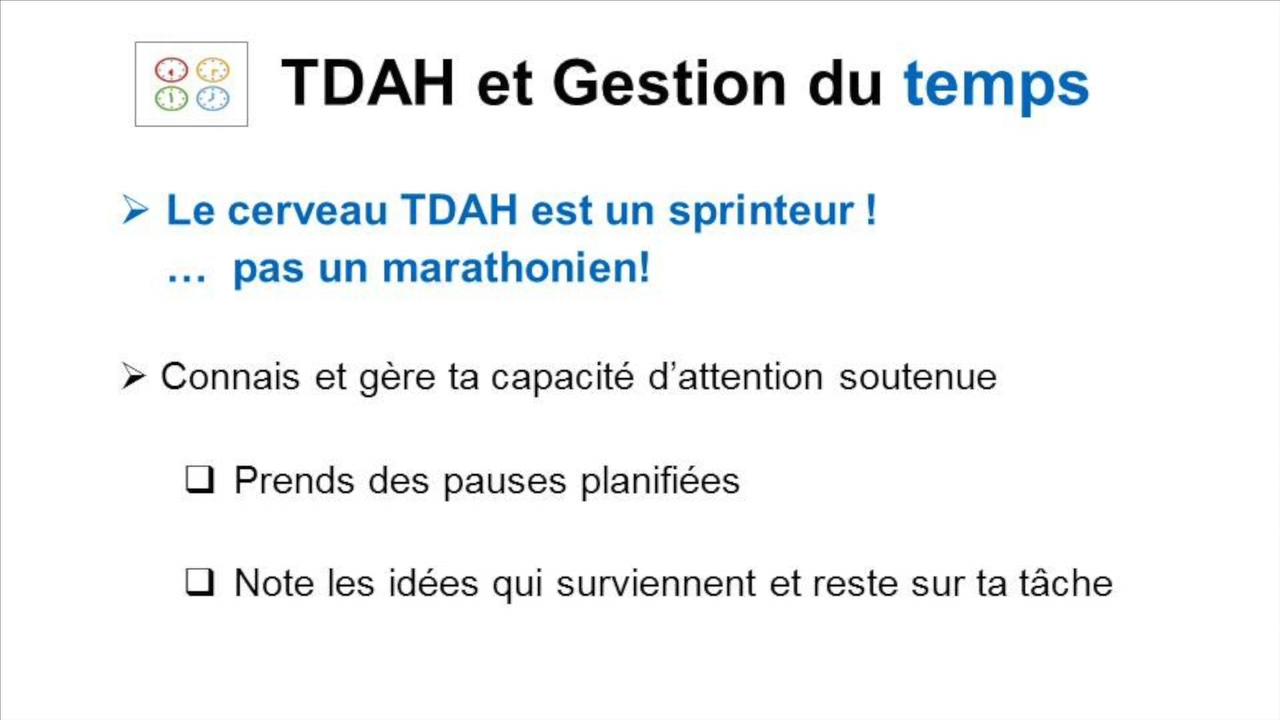 TDAH et Gestion du temps
➢ Le cerveau TDAH est un sprinteur !
… pas un marathonien!
➢ Connais et gère ta capacité d’attention soutenue
❑ Prends des pauses planifiées
❑ Note les idées qui surviennent et reste sur ta tâche